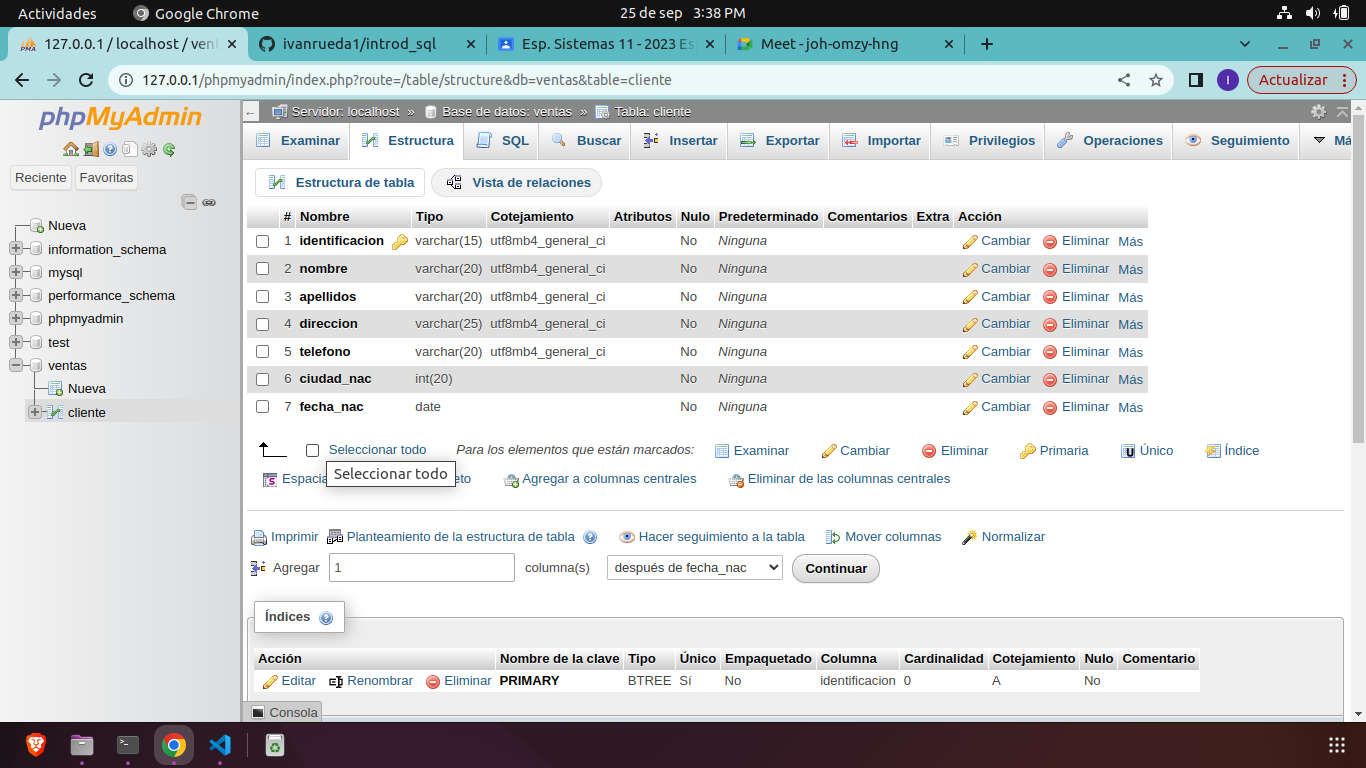 Actividades Google Chrome 25 de sep 3:38 PM
127.0.0.1 / localhost / ven ivanrueda1/introd_sql Esp. Sistemas 11 - 2023 Es Meet - joh-omzy-hng
127.0.0.1/phpmyadmin/index.php?route=/table/structure&db=ventas&table=cliente I Actualizar
phpMyAdmin
Reciente Favoritas
Nueva
information_schema
mysql
performance_schema
phpmyadmin
test
ventas
Nueva
cliente
Servidor: localhost » Base de datos: ventas » Tabla: cliente
Examinar Estructura SQL Buscar Insertar Exportar Importar Privilegios Operaciones Seguimiento Má
Estructura de tabla Vista de relaciones
# Nombre Tipo Cotejamiento Atributos Nulo Predeterminado Comentarios Extra Acción
1 identificacion varchar(15) utf8mb4_general_ci No Ninguna Cambiar Eliminar Más
2 nombre varchar(20) utf8mb4_general_ci No Ninguna Cambiar Eliminar Más
3 apellidos varchar(20) utf8mb4_general_ci No Ninguna Cambiar Eliminar Más
4 direccion varchar(25) utf8mb4_general_ci No Ninguna Cambiar Eliminar Más
5 telefono varchar(20) utf8mb4_general_ci No Ninguna Cambiar Eliminar Más
6 ciudad_nac int(20) No Ninguna Cambiar Eliminar Más
7 fecha_nac date No Ninguna Cambiar Eliminar Más
Seleccionar todo Para los elementos que están marcados: Examinar Cambiar Eliminar Primaria Único Índice
Seleccionar todo
Espacia eto Agregar a columnas centrales Eliminar de las columnas centrales
Imprimir Planteamiento de la estructura de tabla Hacer seguimiento a la tabla Mover columnas Normalizar
Agregar 1 columna(s) después de fecha_nac Continuar
Índices
Acción Nombre de la clave Tipo Único Empaquetado Columna Cardinalidad Cotejamiento Nulo Comentario
Editar Renombrar Eliminar PRIMARY BTREE Sí No identificacion 0 A No
Consola